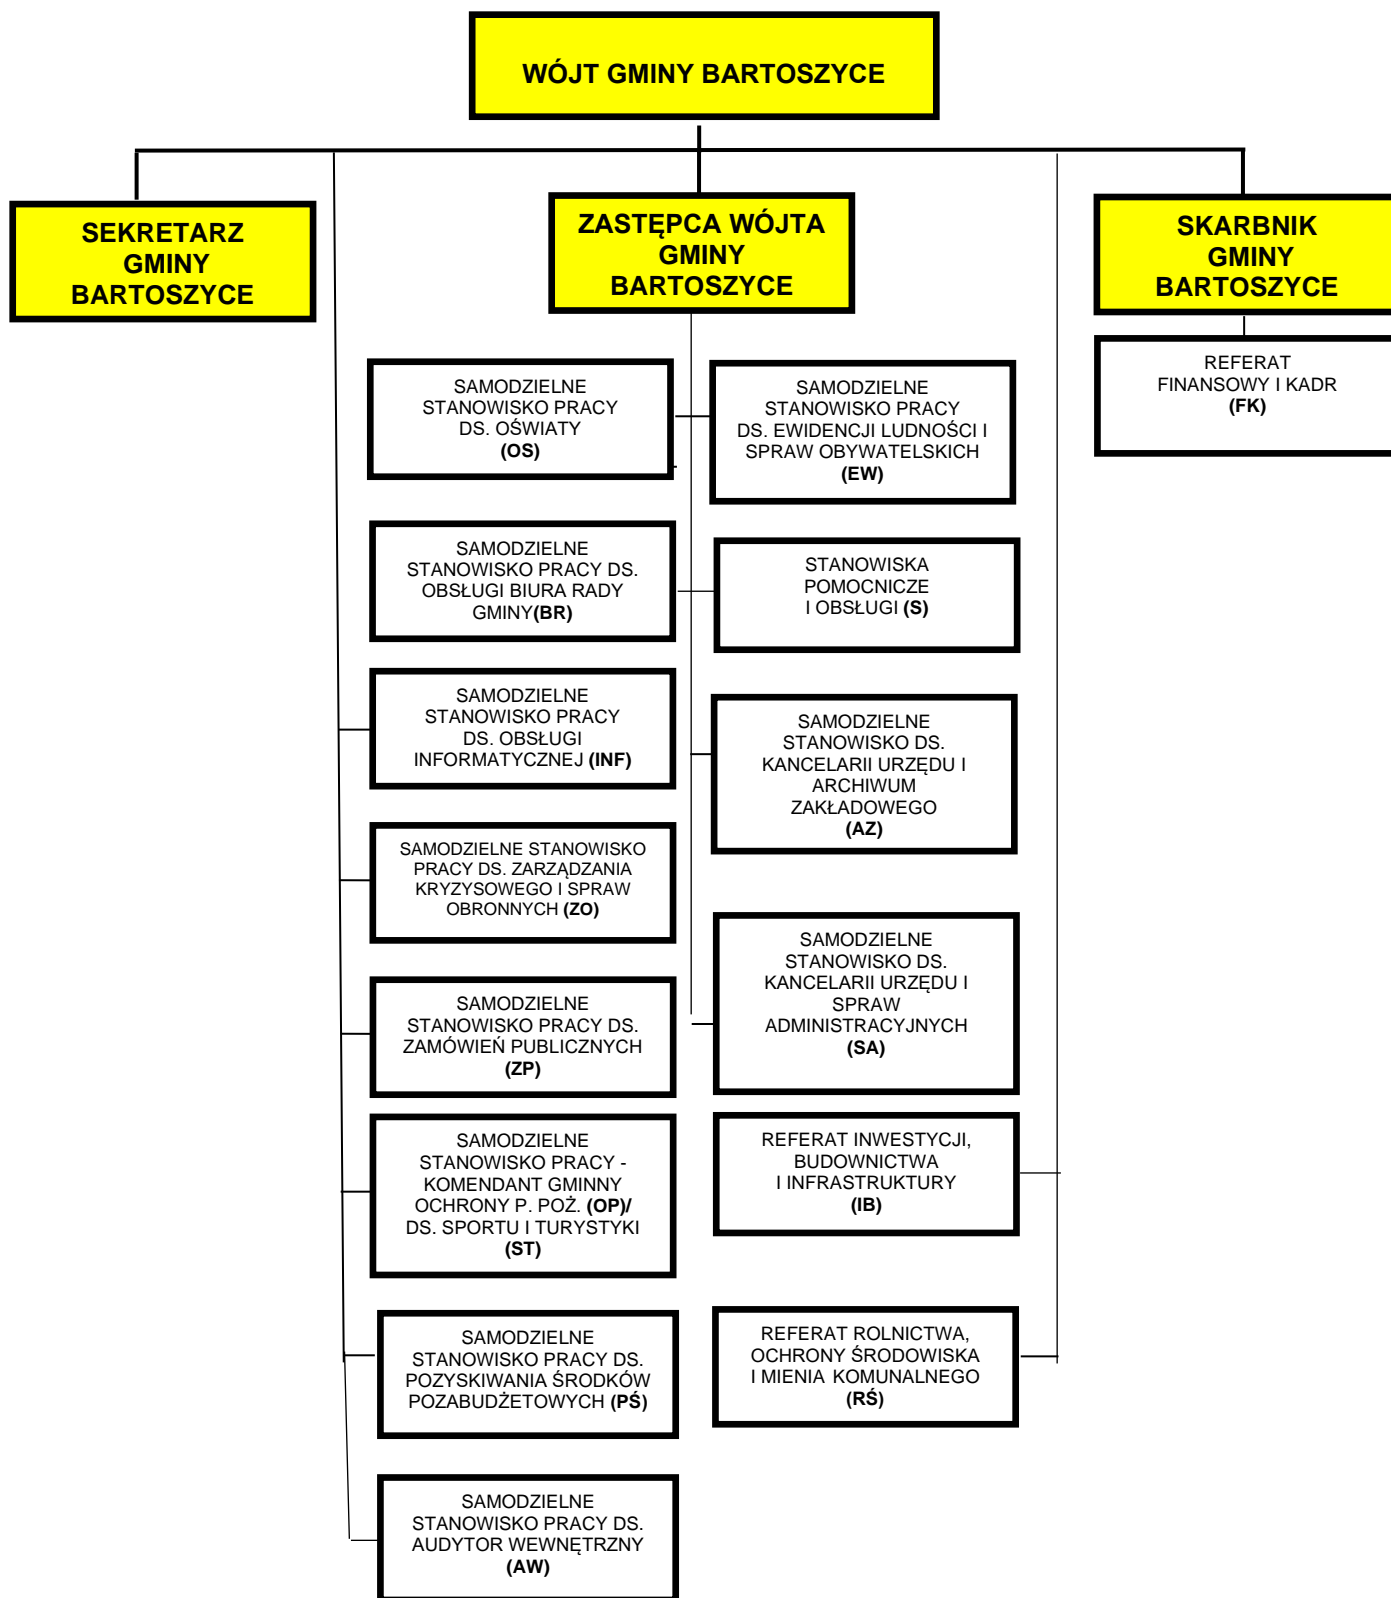 WÓJT GMINY BARTOSZYCE
SEKRETARZ
GMINY
BARTOSZYCE
ZASTĘPCA WÓJTA
GMINY
BARTOSZYCE
SKARBNIK
GMINY
BARTOSZYCE
REFERAT
FINANSOWY I KADR
(FK)
SAMODZIELNE
STANOWISKO PRACY
DS. OŚWIATY
(OS)
SAMODZIELNE
STANOWISKO PRACY
DS. EWIDENCJI LUDNOŚCI I
SPRAW OBYWATELSKICH
(EW)
SAMODZIELNE
STANOWISKO PRACY DS.
OBSŁUGI BIURA RADY
GMINY(BR)
STANOWISKA
POMOCNICZE
I OBSŁUGI (S)
SAMODZIELNE
STANOWISKO PRACY
DS. OBSŁUGI
INFORMATYCZNEJ (INF)
SAMODZIELNE
STANOWISKO DS.
KANCELARII URZĘDU I
ARCHIWUM
ZAKŁADOWEGO
(AZ)
SAMODZIELNE STANOWISKO
PRACY DS. ZARZĄDZANIA
KRYZYSOWEGO I SPRAW
OBRONNYCH (ZO)
SAMODZIELNE
STANOWISKO DS.
KANCELARII URZĘDU I
SPRAW
ADMINISTRACYJNYCH
(SA)
SAMODZIELNE
STANOWISKO PRACY DS.
ZAMÓWIEŃ PUBLICZNYCH
(ZP)
SAMODZIELNE
STANOWISKO PRACY -
KOMENDANT GMINNY
OCHRONY P. POŻ. (OP)/
DS. SPORTU I TURYSTYKI
(ST)
REFERAT INWESTYCJI,
BUDOWNICTWA
I INFRASTRUKTURY
(IB)
SAMODZIELNE
STANOWISKO PRACY DS.
POZYSKIWANIA ŚRODKÓW
POZABUDŻETOWYCH (PŚ)
REFERAT ROLNICTWA,
OCHRONY ŚRODOWISKA
I MIENIA KOMUNALNEGO
(RŚ)
SAMODZIELNE
STANOWISKO PRACY DS.
AUDYTOR WEWNĘTRZNY
(AW)